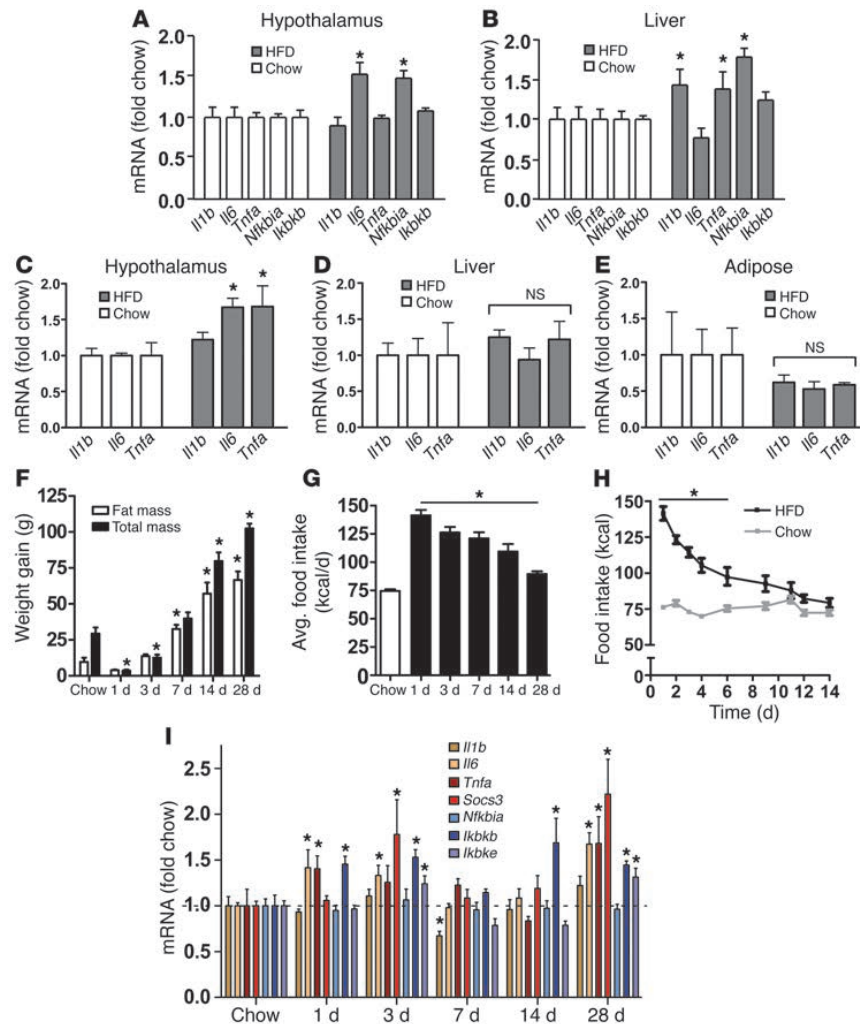 A Hypothalamus
mRNA (fold chow)
2.0
1.5
1.0
0.5
0.0
HFD
Chow
* *
Il1b Il6 Tnfa Nfkbia Ikbkb Il1b Il6 Tnfa Nfkbia Ikbkb
B Liver
mRNA (fold chow)
2.0
1.5
1.0
1.5
0.0
HFD
Chow
* * *
Il1b Il6 Tnfa Nfkbia Ikbkb Il1b Il6 Tnfa Nfkbia Ikbkb
C Hypothalamus
mRNA (fold chow)
2.0
1.5
1.0
0.5
0.0
HFD
Chow
* *
Il1b Il6 Tnfa Il1b Il6 Tnfa
D Liver
mRNA (fold chow)
2.0
1.5
1.0
0.5
0.0
HFD
Chow
NS
Il1b Il6 Tnfa Il1b Il6 Tnfa
E Adipose
mRNA (fold chow)
2.0
1.5
1.0
0.5
0.0
HFD
Chow
NS
Il1b Il6 Tnfa Il1b Il6 Tnfa
F
Weight gain (g)
125
100
75
50
25
0
Fat mass
Total mass
* * * * * * *
Chow 1 d 3 d 7 d 14 d 28 d
G
Avg. food intake
(kcal/d)
150
125
100
75
50
25
0
*
Chow 1 d 3 d 7 d 14 d 28 d
H
Food intake (kcal)
150
125
100
75
50
0
*
HFD
Chow
0 2 4 6 8 10 12 14
Time (d)
I
mRNA (fold chow)
2.5
2.0
1.5
1.0
0.5
0.0
Il1b
Il6
Tnfa
Socs3
Nfkbia
Ikbkb
Ikbke
* * * * * * * * * * * * * *
Chow 1 d 3 d 7 d 14 d 28 d